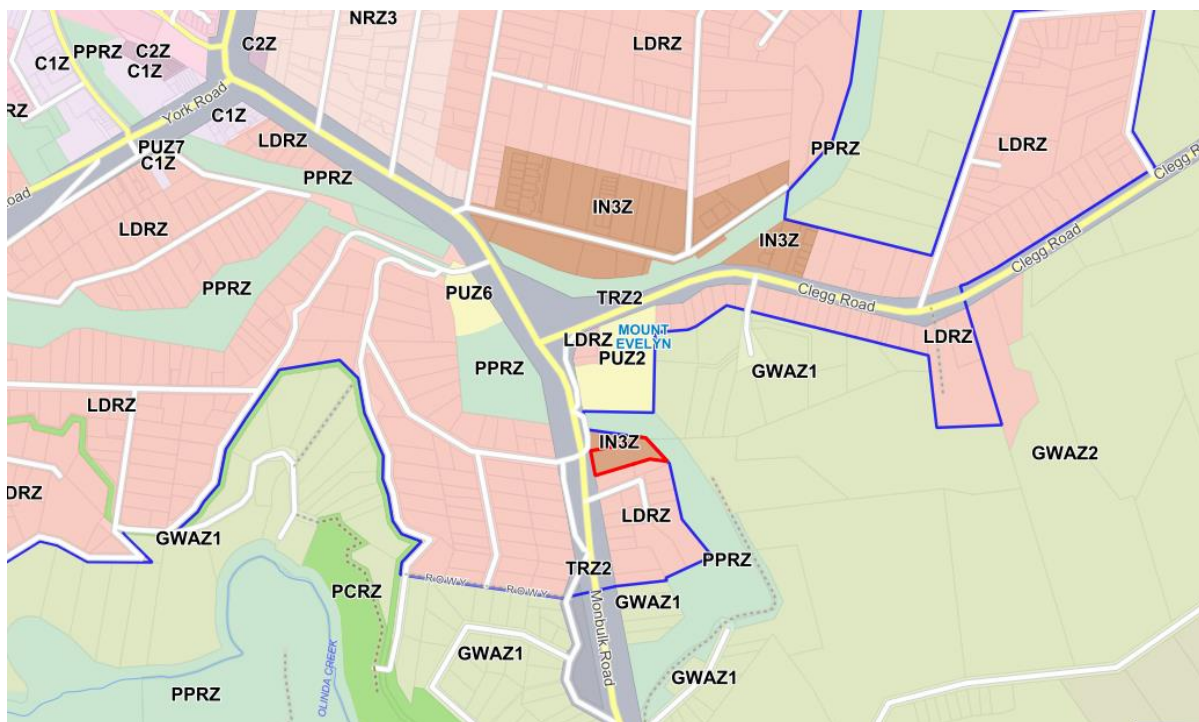 NRZ3
C2Z
PPRZ
C2Z
C1Z
C1Z
LDRZ
RZ
York Road
C1Z
PUZ7
C1Z
LDRZ
PPRZ
PPRZ
LDRZ
Clegg R
Road
IN3Z
LDRZ
IN3Z
PPRZ
Clegg Road
PUZ6
TRZ2
Clegg Road
LDRZ
MOUNT
EVELYN
PUZ2
LDRZ
PPRZ
GWAZ1
LDRZ
IN3Z
GWAZ2
DRZ
LDRZ
GWAZ1
PPRZ
TRZ2
ROWY
ROWY
PCRZ
GWAZ1
Monbulk Road
GWAZ1
GWAZ1
PPRZ
OLINDA CREEK